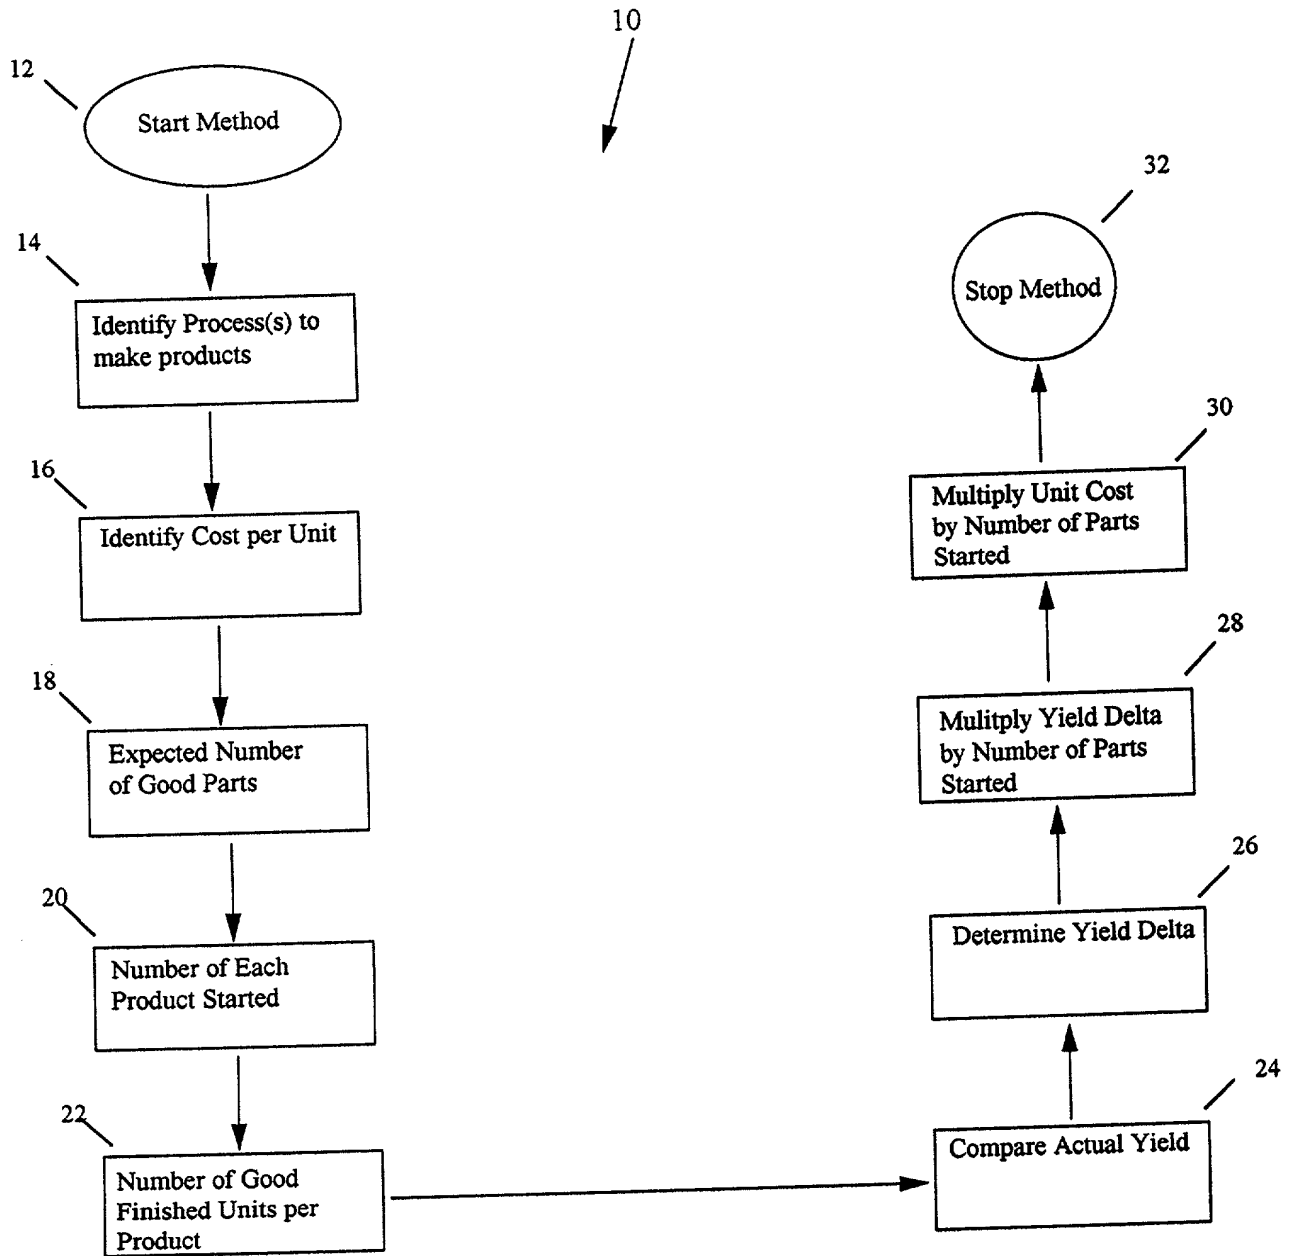 10
12
Start Method
14
Identify Process(s) to
make products
16
Identify Cost per Unit
18
Expected Number
of Good Parts
20
Number of Each
Product Started
22
Number of Good
Finished Units per
Product
24
Compare Actual Yield
26
Determine Yield Delta
28
Mulitply Yield Delta
by Number of Parts
Started
30
Multiply Unit Cost
by Number of Parts
Started
32
Stop Method